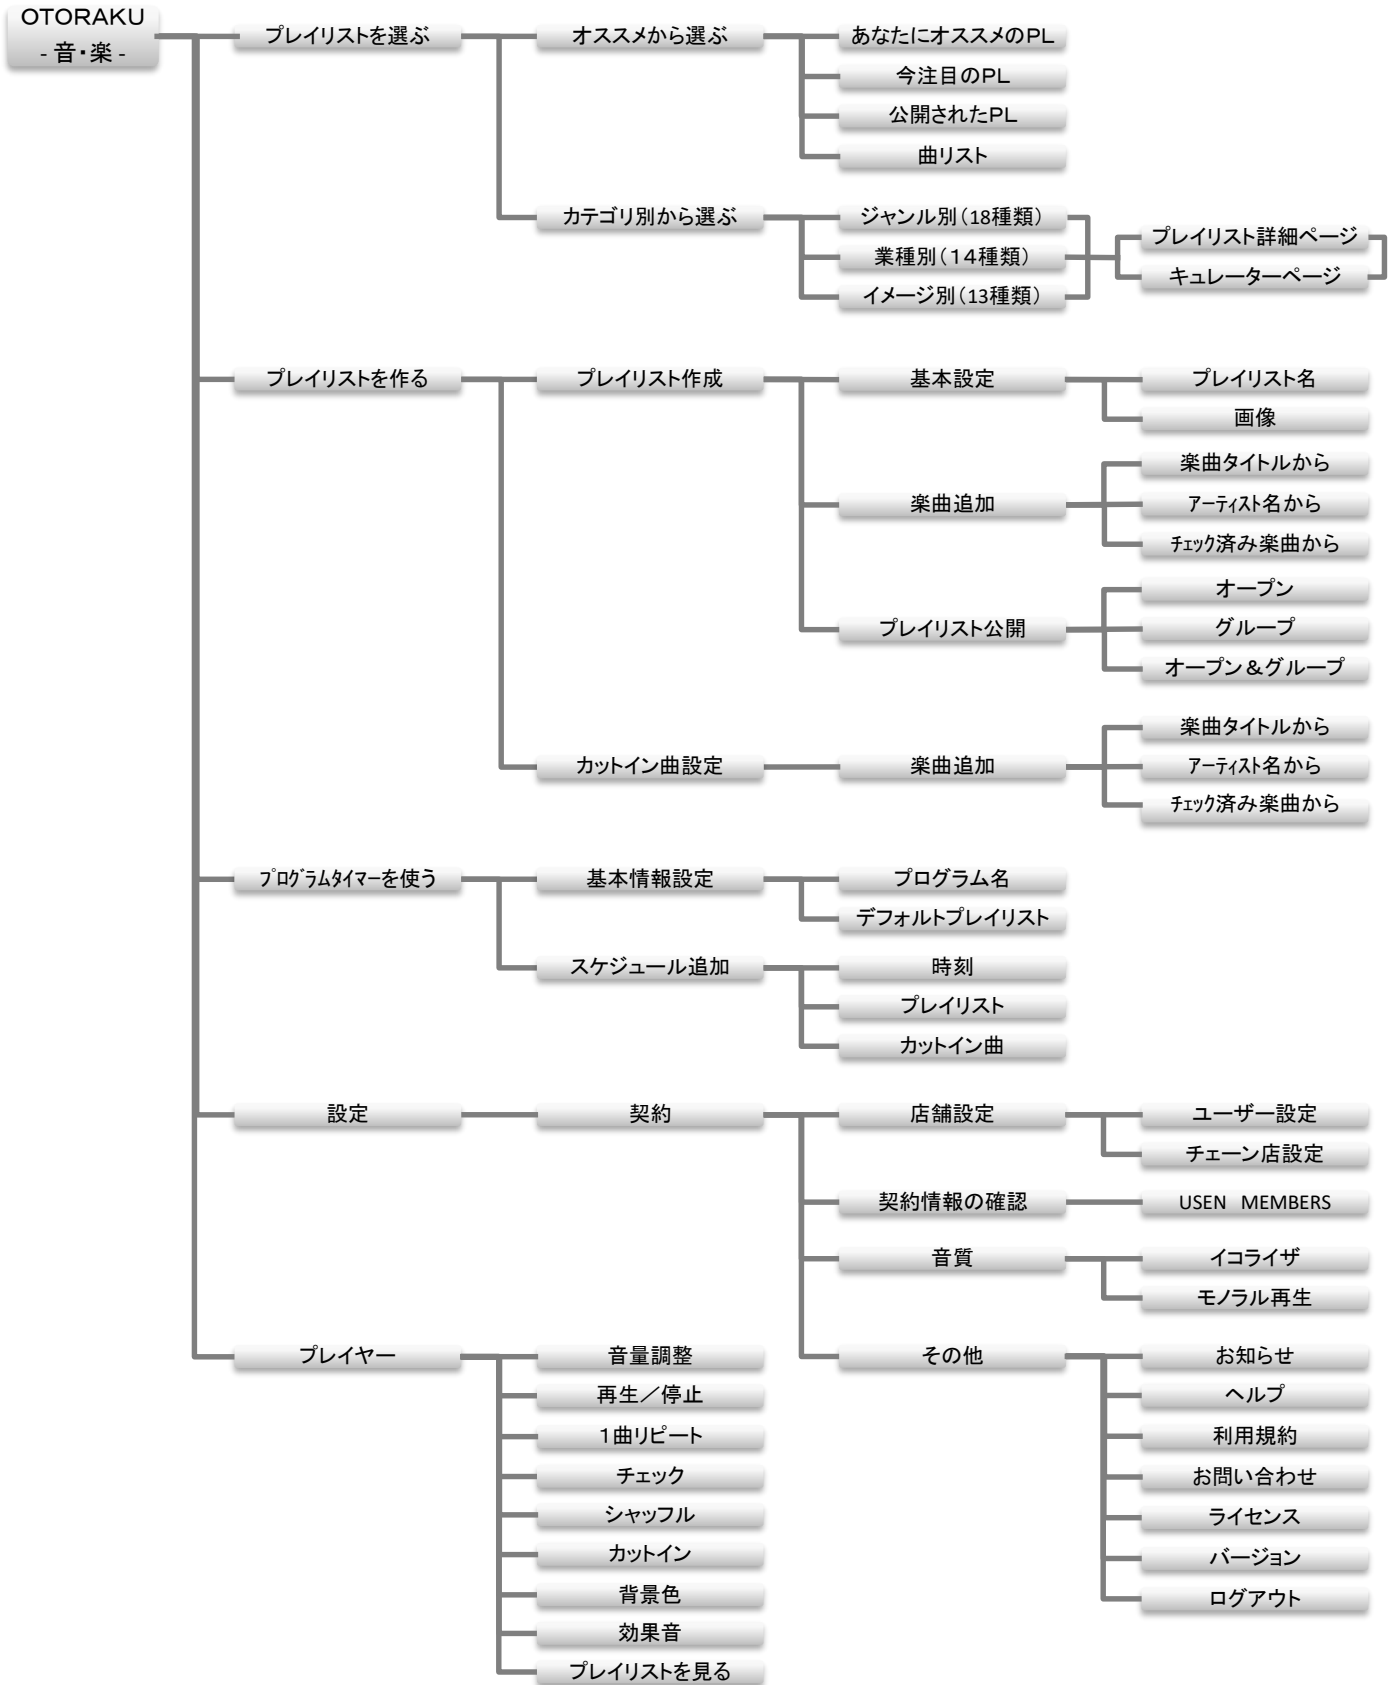 OTORAKU
- 音・楽 -
プレイリストを選ぶ
オススメから選ぶ
あなたにオススメのPL
今注目のPL
公開されたPL
曲リスト
カテゴリ別から選ぶ
ジャンル別（18種類）
業種別（１４種類）
イメージ別（13種類）
プレイリスト詳細ページ
キュレーターページ
プレイリストを作る
プレイリスト作成
基本設定
プレイリスト名
画像
楽曲追加
楽曲タイトルから
ｱｰﾃｨｽﾄ名から
ﾁｪｯｸ済み楽曲から
プレイリスト公開
オープン
グループ
オープン＆グループ
カットイン曲設定
楽曲追加
楽曲タイトルから
ｱｰﾃｨｽﾄ名から
ﾁｪｯｸ済み楽曲から
ﾌﾟﾛｸﾞﾗﾑﾀｲﾏｰを使う
基本情報設定
プログラム名
デフォルトプレイリスト
スケジュール追加
時刻
プレイリスト
カットイン曲
設定
契約
店舗設定
ユーザー設定
チェーン店設定
契約情報の確認
USEN　MEMBERS
音質
イコライザ
モノラル再生
その他
お知らせ
ヘルプ
利用規約
お問い合わせ
ライセンス
バージョン
ログアウト
プレイヤー
音量調整
再生／停止
１曲リピート
チェック
シャッフル
カットイン
背景色
効果音
プレイリストを見る